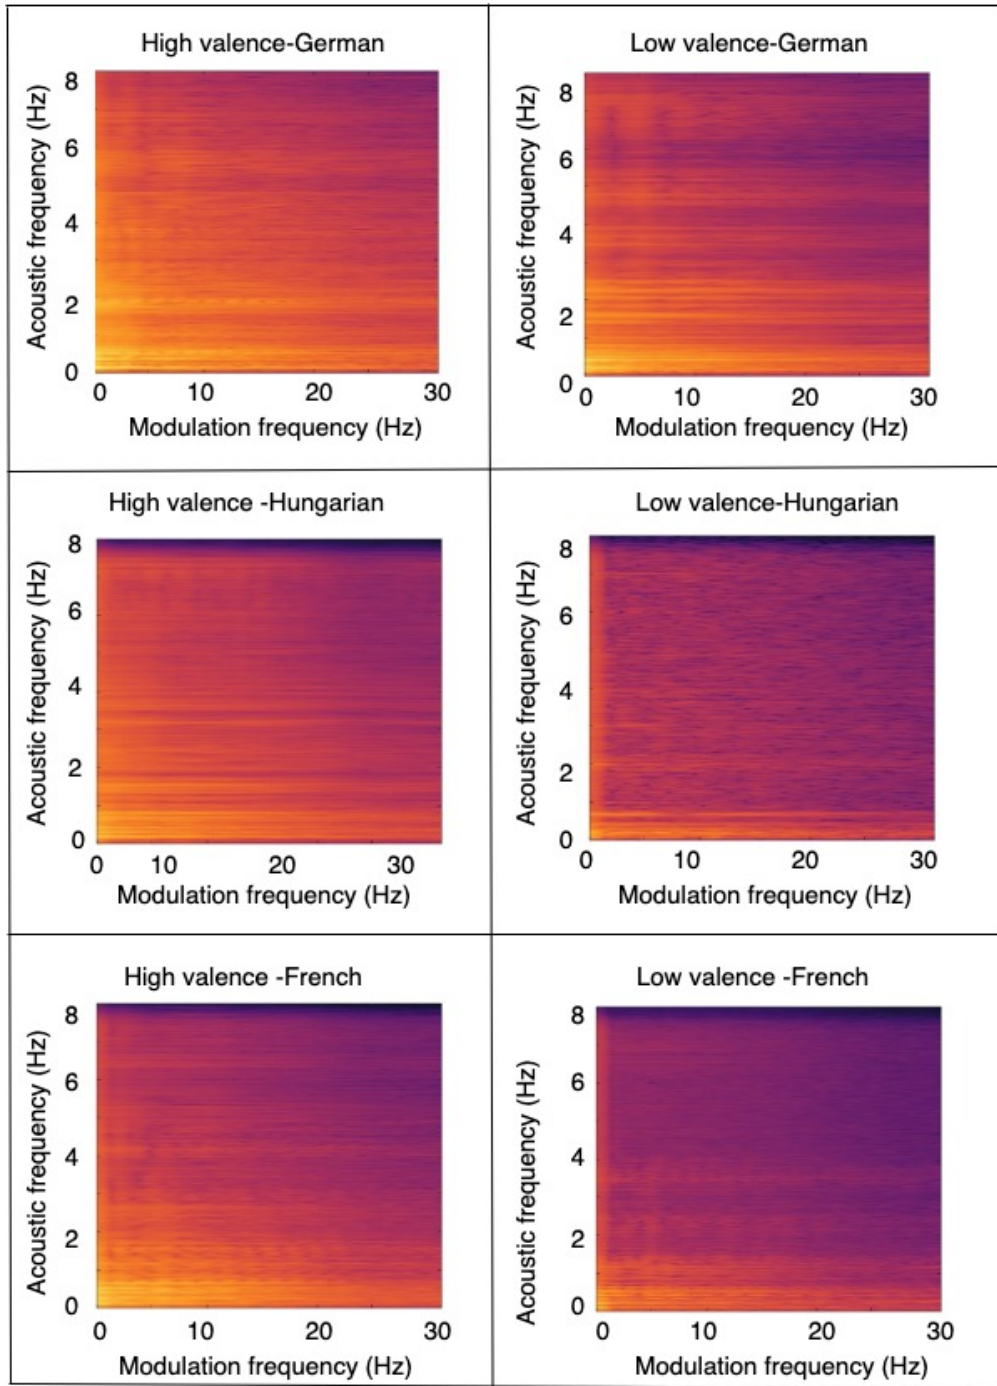 High valence-German
Acoustic frequency (Hz)
8
6
4
2
0
0 10 20 30
Modulation frequency (Hz)
Low valence-German
Acoustic frequency (Hz)
8
6
4
2
0
0 10 20 30
Modulation frequency (Hz)
High valence -Hungarian
Acoustic frequency (Hz)
8
6
4
2
0
0 10 20 30
Modulation frequency (Hz)
Low valence-Hungarian
Acoustic frequency (Hz)
8
6
4
2
0
0 10 20 30
Modulation frequency (Hz)
High valence -French
Acoustic frequency (Hz)
8
6
4
2
0
0 10 20 30
Modulation frequency (Hz)
Low valence -French
Acoustic frequency (Hz)
8
6
4
2
0
0 10 20 30
Modulation frequency (Hz)